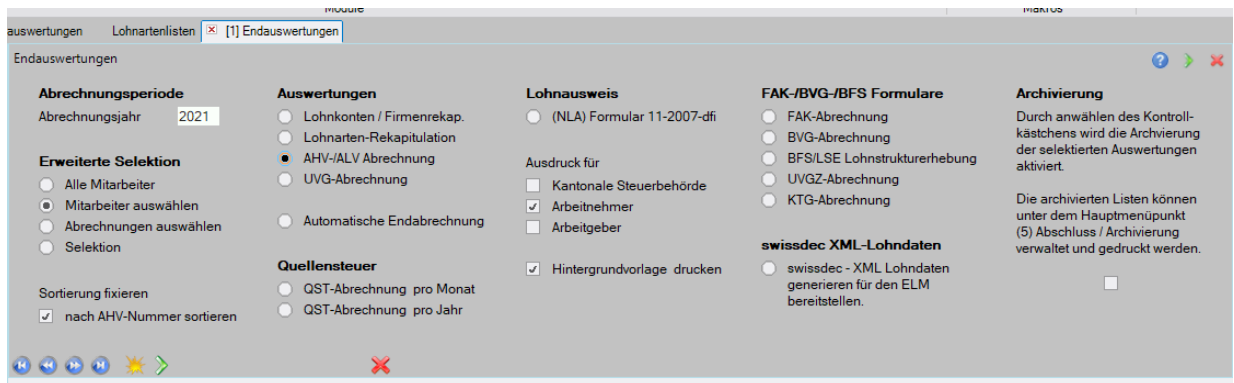 Module
Makros
auswertungen
Lohnartenlisten
[1] Endauswertungen
Endauswertungen
Abrechnungsperiode
Abrechnungsjahr 2021
Erweiterte Selektion
Alle Mitarbeiter
Mitarbeiter auswählen
Abrechnungen auswählen
Selektion
Sortierung fixieren
nach AHV-Nummer sortieren
Auswertungen
Lohnkonten / Firmenrekap.
Lohnarten-Rekapitulation
AHV-/ALV Abrechnung
UVG-Abrechnung
Automatische Endabrechnung
Quellensteuer
QST-Abrechnung pro Monat
QST-Abrechnung pro Jahr
Lohnausweis
(NLA) Formular 11-2007-dfi
Ausdruck für
Kantonale Steuerbehörde
Arbeitnehmer
Arbeitgeber
Hintergrundvorlage drucken
FAK-/BVG-/BFS Formulare
FAK-Abrechnung
BVG-Abrechnung
BFS/LSE Lohnstrukturerhebung
UVGZ-Abrechnung
KTG-Abrechnung
swissdec XML-Lohndaten
swissdec - XML Lohndaten
generieren für den ELM
bereitstellen.
Archivierung
Durch anwählen des Kontroll-
kästchens wird die Archvierung
der selektierten Auswertungen
aktiviert.
Die archivierten Listen können
unter dem Hauptmenüpunkt
(5) Abschluss / Archivierung
verwaltet und gedruckt werden.